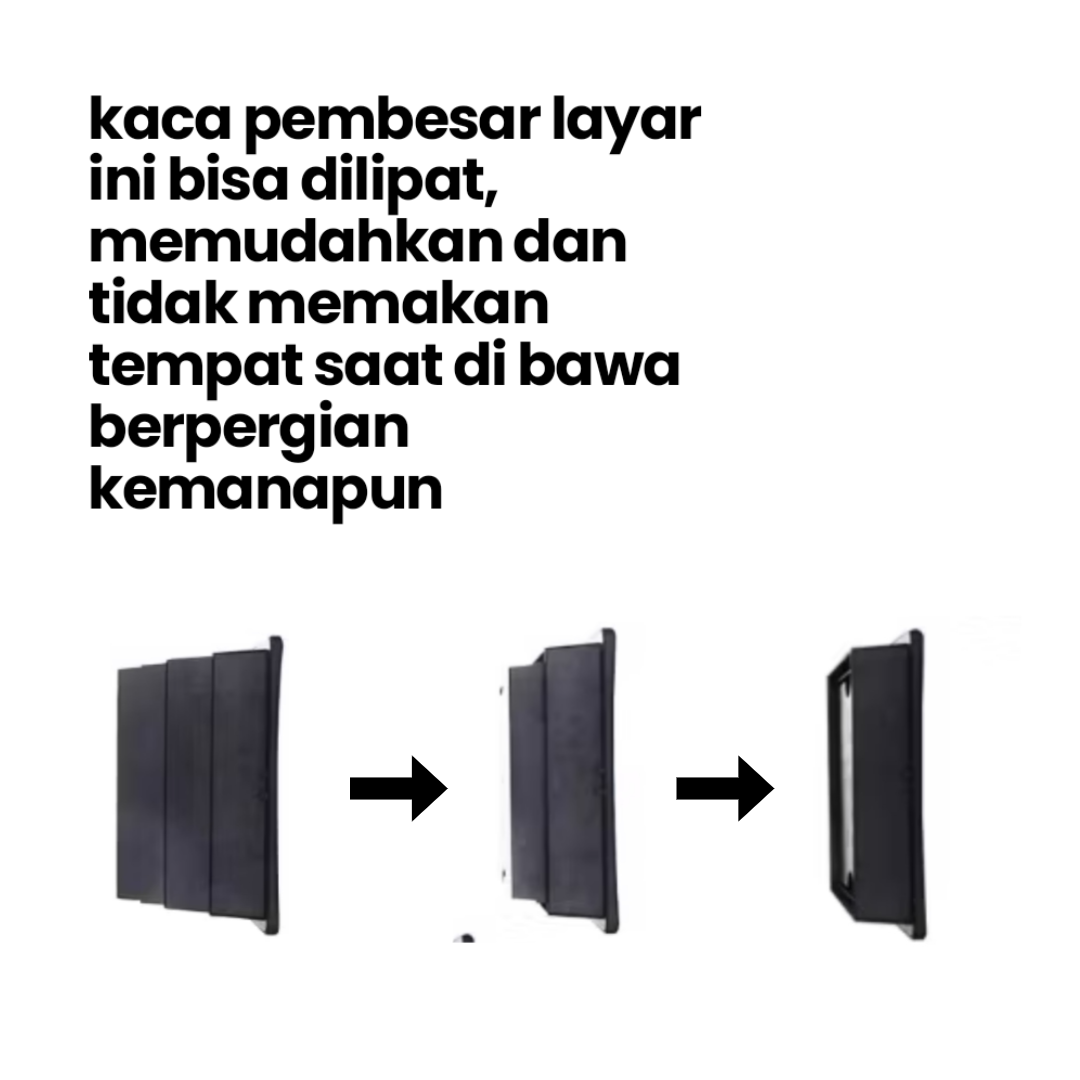 kaca pembesar layar
ini bisa dilipat,
memudahkan dan
tidak memakan
tempat saat di bawa
berpergian
kemanapun